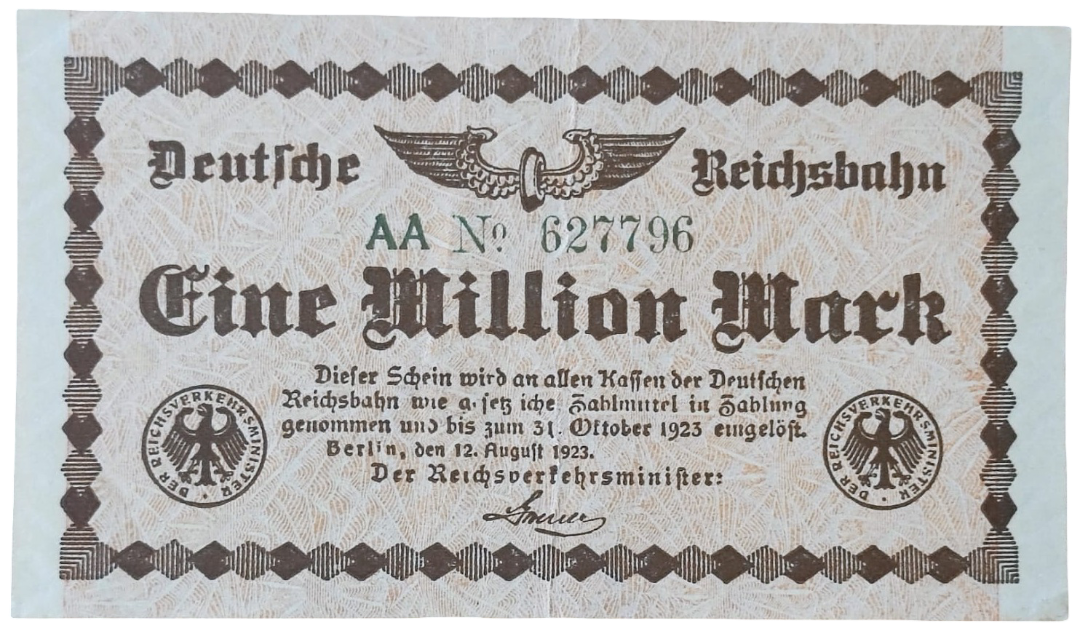 Deutſche Reichsbahn
AA № 627796
Eine Million Mark
Dieſer Schein wird an allen Kaſſen der Deutſchen
Reichsbahn wie geſetzliche Zahlmittel in Zahlung
genommen und bis zum 31. Oktober 1923 eingelöſt.
Berlin, den 12. Auguſt 1923.
Der Reichsverkehrsminiſter:
DER REICHSVERKEHRSMINISTER
DER REICHSVERKEHRSMINISTER